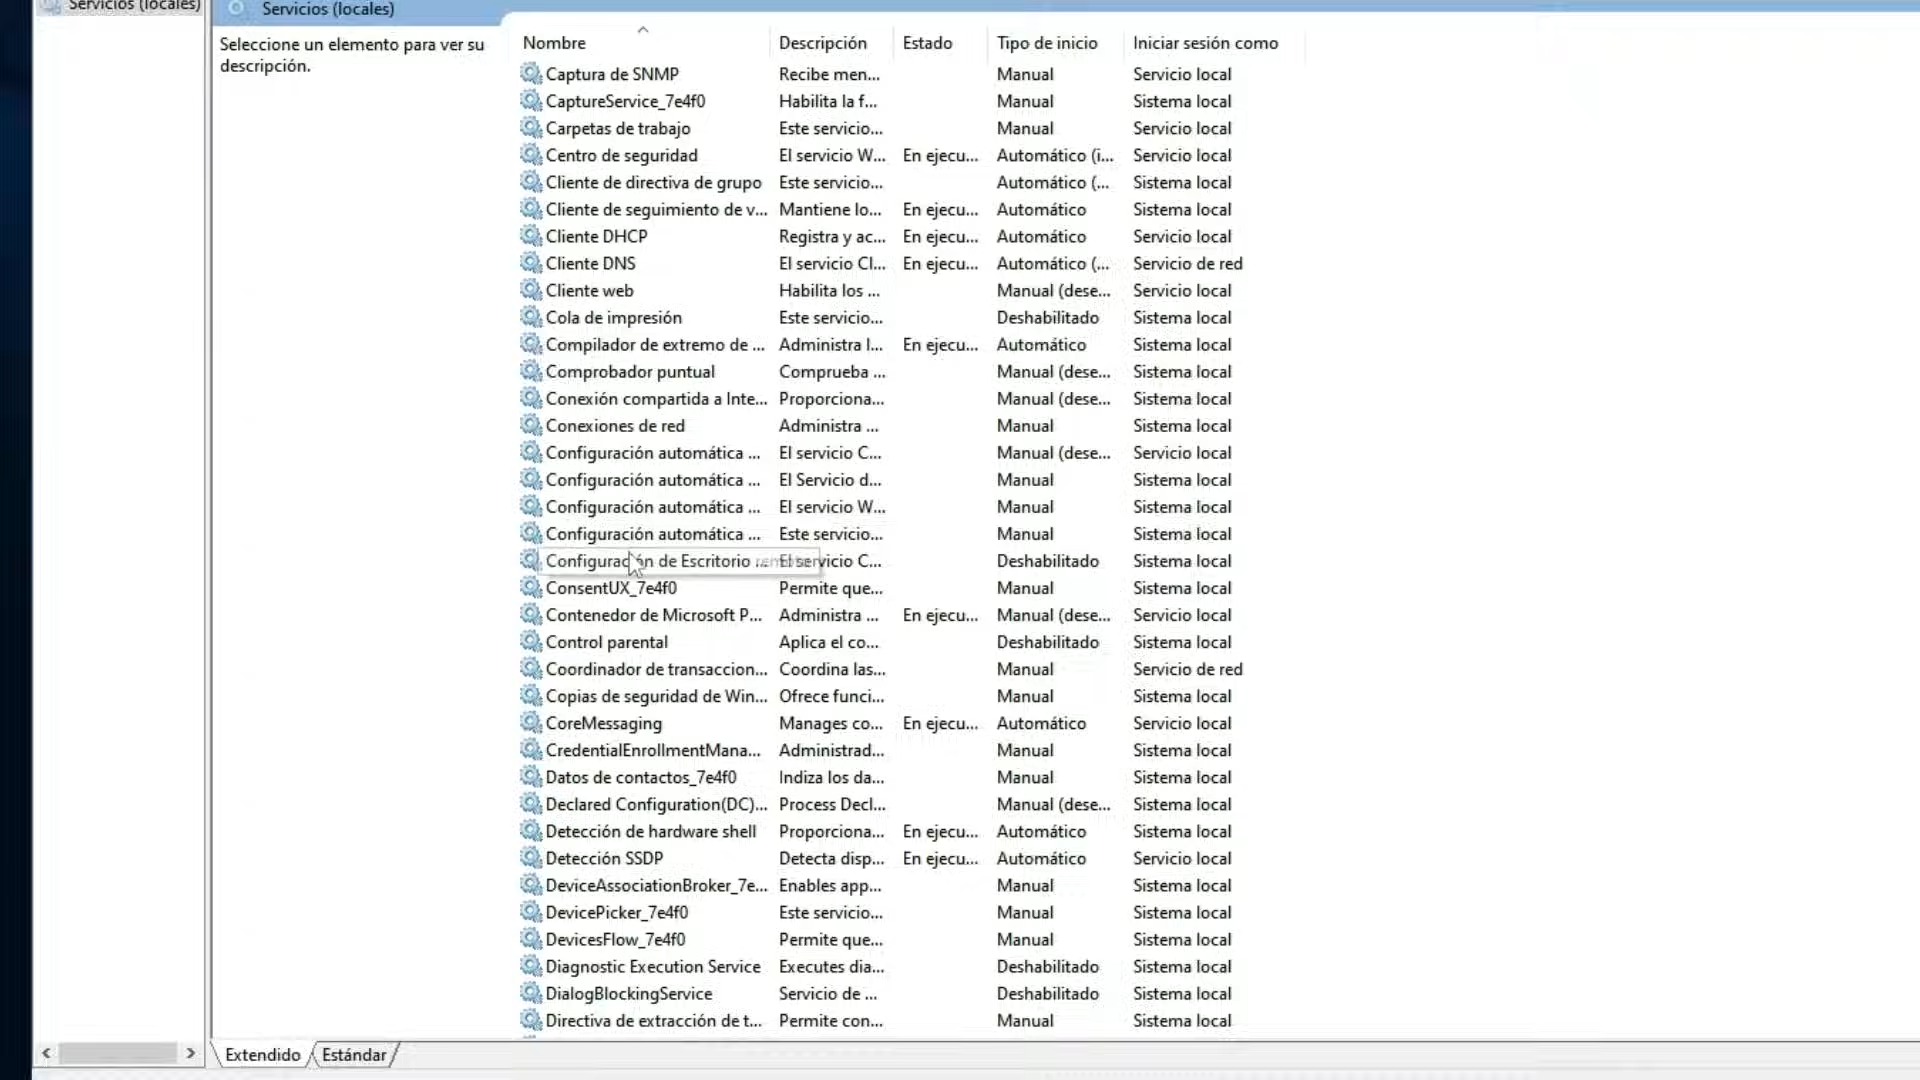 Servicios (locales)
Servicios (locales)
Seleccione un elemento para ver su
descripción.
Nombre Descripción Estado Tipo de inicio Iniciar sesión como
Captura de SNMP Recibe men... Manual Servicio local
CaptureService_7e4f0 Habilita la f... Manual Sistema local
Carpetas de trabajo Este servicio... Manual Servicio local
Centro de seguridad El servicio W... En ejecu... Automático (i... Servicio local
Cliente de directiva de grupo Este servicio... Automático (... Sistema local
Cliente de seguimiento de v... Mantiene lo... En ejecu... Automático Sistema local
Cliente DHCP Registra y ac... En ejecu... Automático Servicio local
Cliente DNS El servicio Cl... En ejecu... Automático (... Servicio de red
Cliente web Habilita los ... Manual (dese... Servicio local
Cola de impresión Este servicio... Deshabilitado Sistema local
Compilador de extremo de ... Administra l... En ejecu... Automático Sistema local
Comprobador puntual Comprueba ... Manual (dese... Sistema local
Conexión compartida a Inte... Proporciona... Manual (dese... Sistema local
Conexiones de red Administra ... Manual Sistema local
Configuración automática ... El servicio C... Manual (dese... Servicio local
Configuración automática ... El Servicio d... Manual Sistema local
Configuración automática ... El servicio W... Manual Sistema local
Configuración automática ... Este servicio... Manual Sistema local
Configuración de Escritorio ... El servicio C... Deshabilitado Sistema local
ConsentUX_7e4f0 Permite que... Manual Sistema local
Contenedor de Microsoft P... Administra ... En ejecu... Manual (dese... Servicio local
Control parental Aplica el co... Deshabilitado Sistema local
Coordinador de transaccion... Coordina las... Manual Servicio de red
Copias de seguridad de Win... Ofrece funci... Manual Sistema local
CoreMessaging Manages co... En ejecu... Automático Servicio local
CredentialEnrollmentMana... Administrad... Manual Sistema local
Datos de contactos_7e4f0 Indiza los da... Manual Sistema local
Declared Configuration(DC)... Process Decl... Manual (dese... Sistema local
Detección de hardware shell Proporciona... En ejecu... Automático Sistema local
Detección SSDP Detecta disp... En ejecu... Automático Servicio local
DeviceAssociationBroker_7e... Enables app... Manual Sistema local
DevicePicker_7e4f0 Este servicio... Manual Sistema local
DevicesFlow_7e4f0 Permite que... Manual Sistema local
Diagnostic Execution Service Executes dia... Deshabilitado Sistema local
DialogBlockingService Servicio de ... Deshabilitado Sistema local
Directiva de extracción de t... Permite con... Manual Sistema local
Extendido Estándar